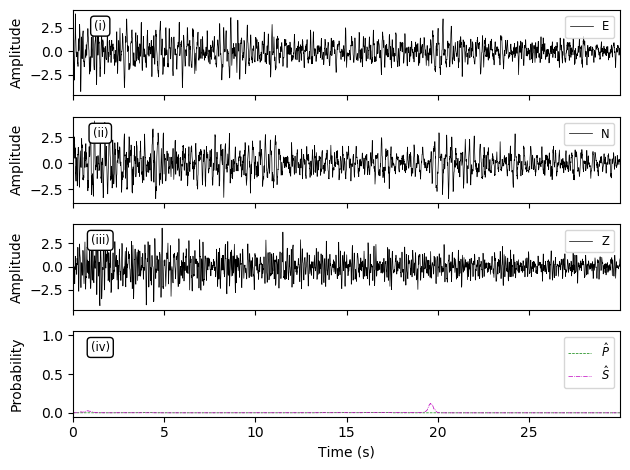 (i)
E
Amplitude
2.5
0.0
−2.5
(ii)
N
Amplitude
2.5
0.0
−2.5
(iii)
Z
Amplitude
2.5
0.0
−2.5
(iv)
P̂
Ŝ
Probability
1.0
0.5
0.0
0 5 10 15 20 25
Time (s)